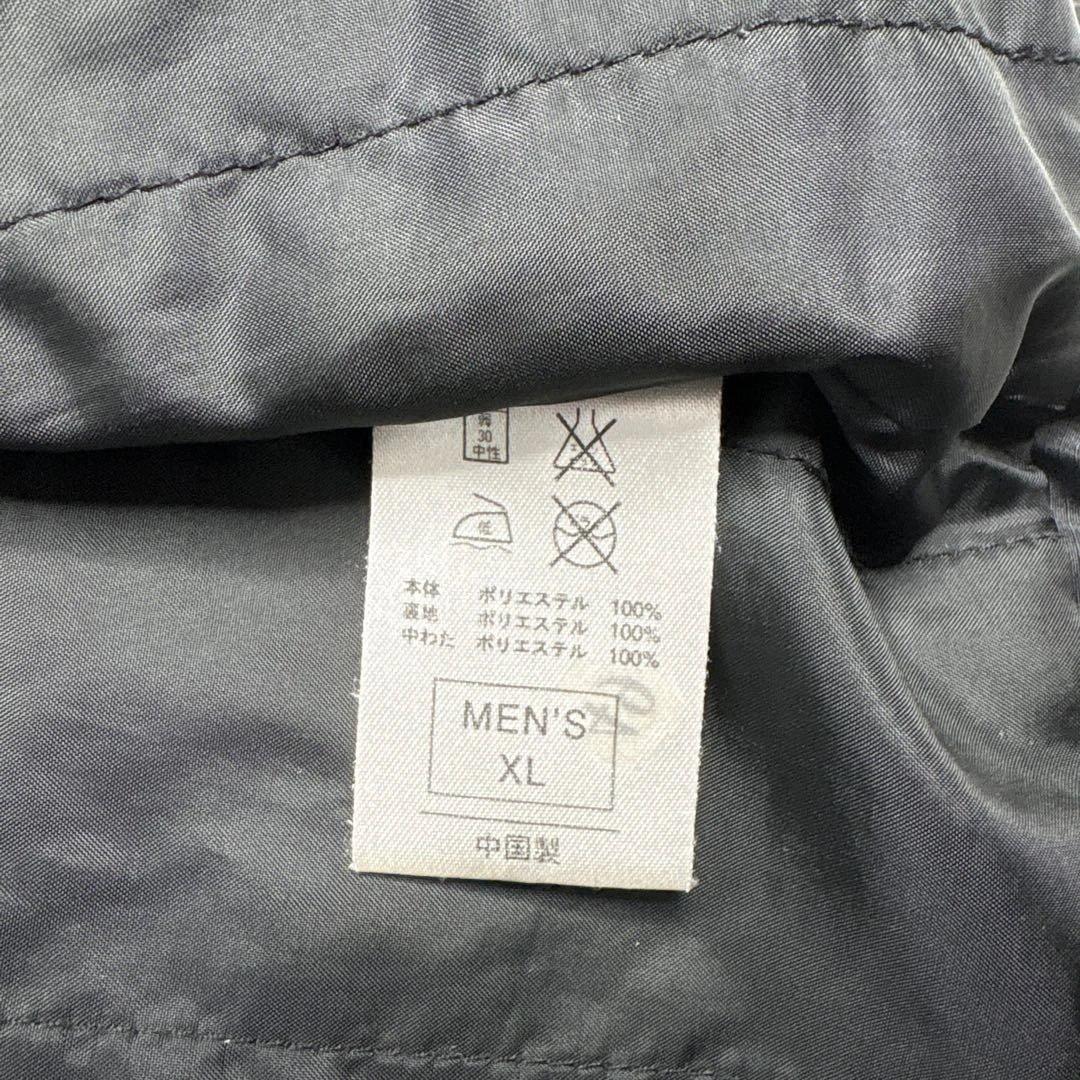 弱
30
中性
低
本体 ポリエステル 100%
裏地 ポリエステル 100%
中わた ポリエステル 100%
MEN'S
XL
中国製